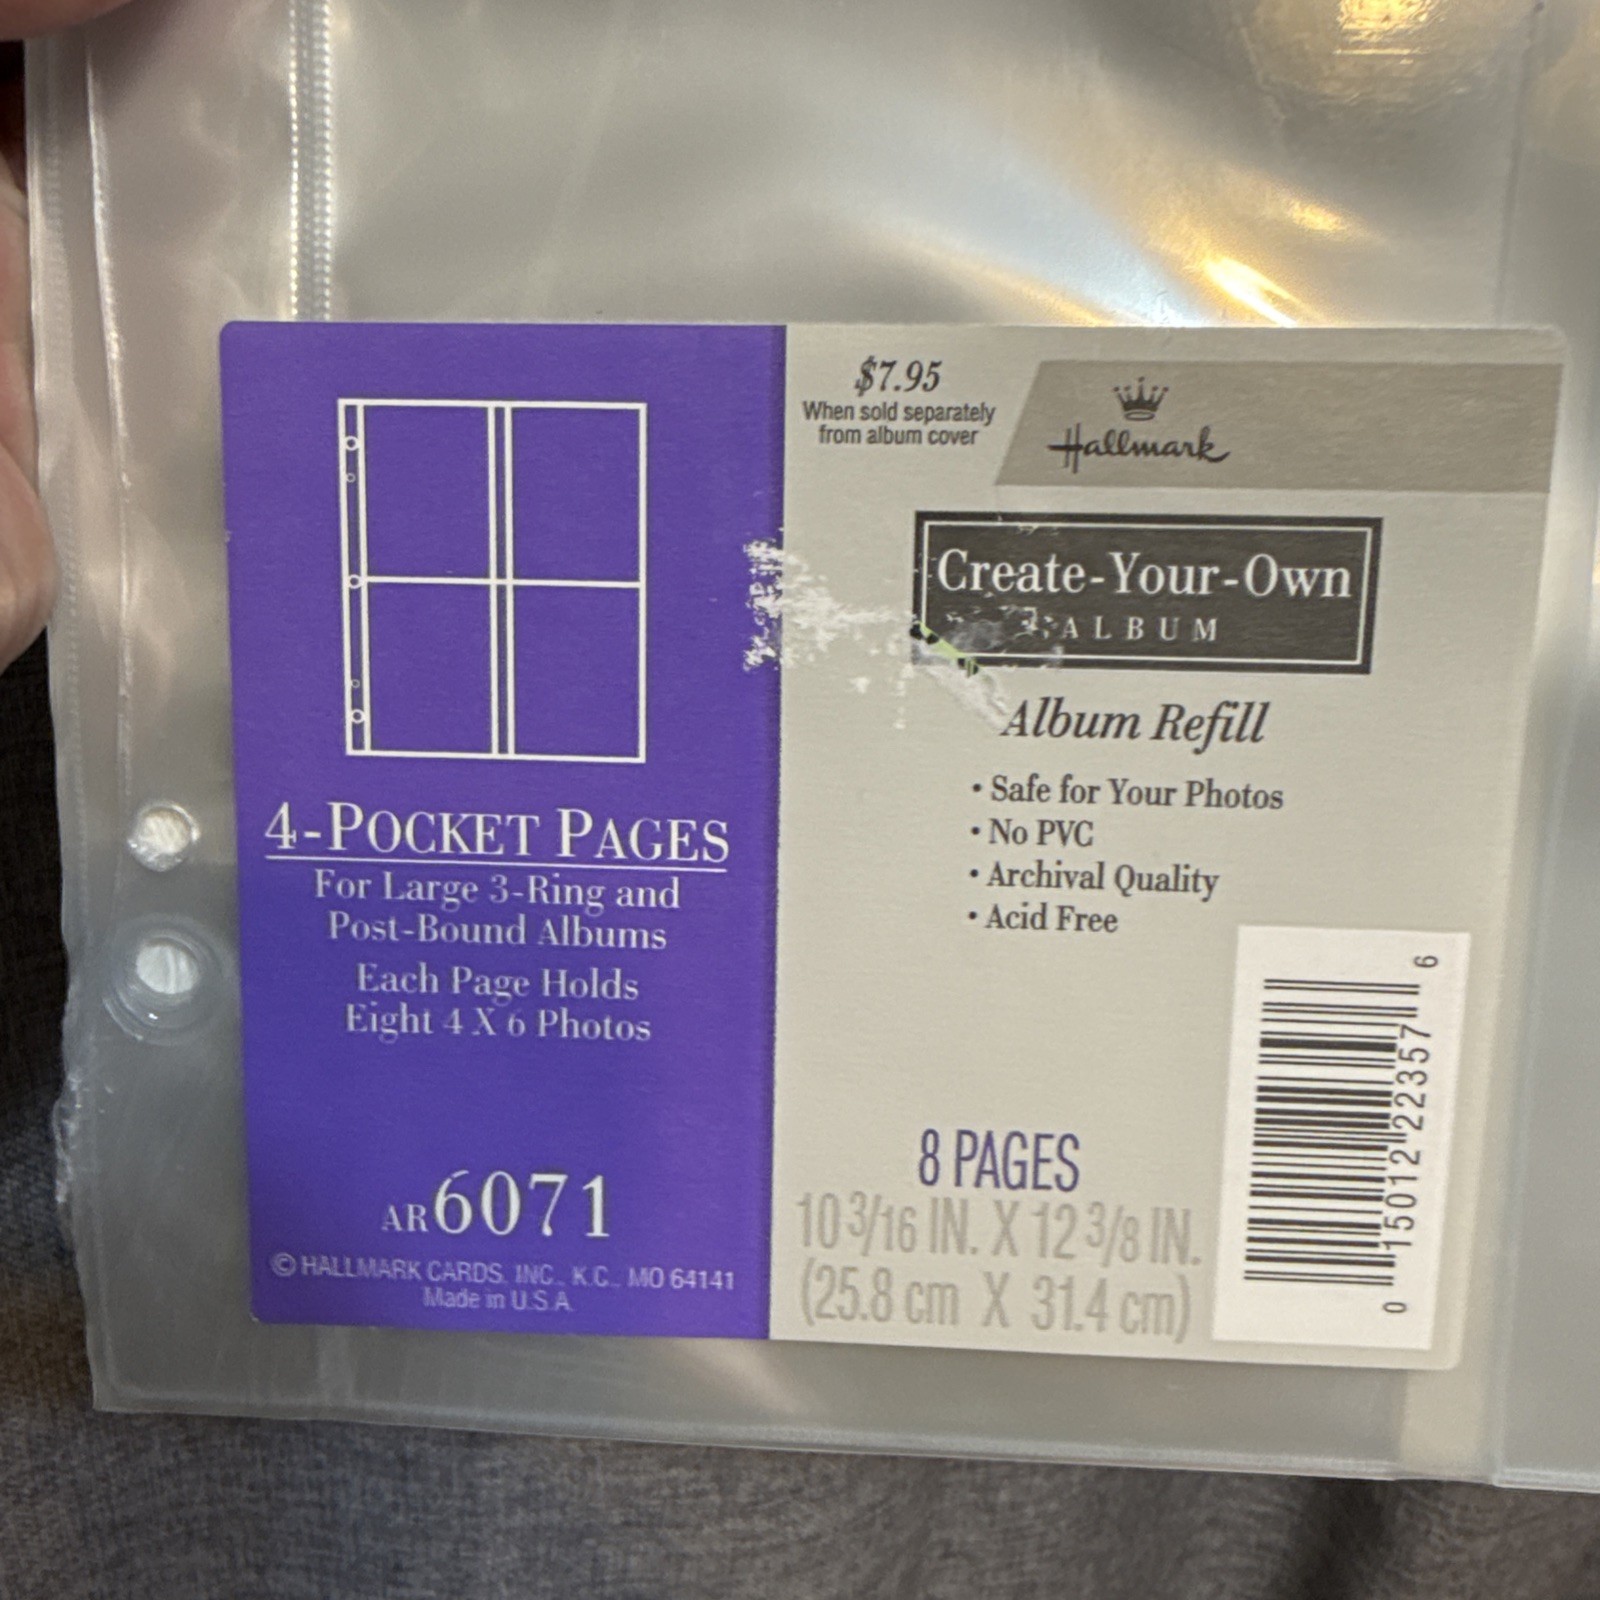 4-POCKET PAGES
For Large 3-Ring and
Post-Bound Albums
Each Page Holds
Eight 4 X 6 Photos
AR6071
© HALLMARK CARDS, INC., K.C., MO 64141
Made in U.S.A.
$7.95
When sold separately
from album cover
Hallmark
Create-Your-Own
ALBUM
Album Refill
• Safe for Your Photos
• No PVC
• Archival Quality
• Acid Free
8 PAGES
10 3/16 IN. X 12 3/8 IN.
(25.8 cm X 31.4 cm)
0 15012 22357 6